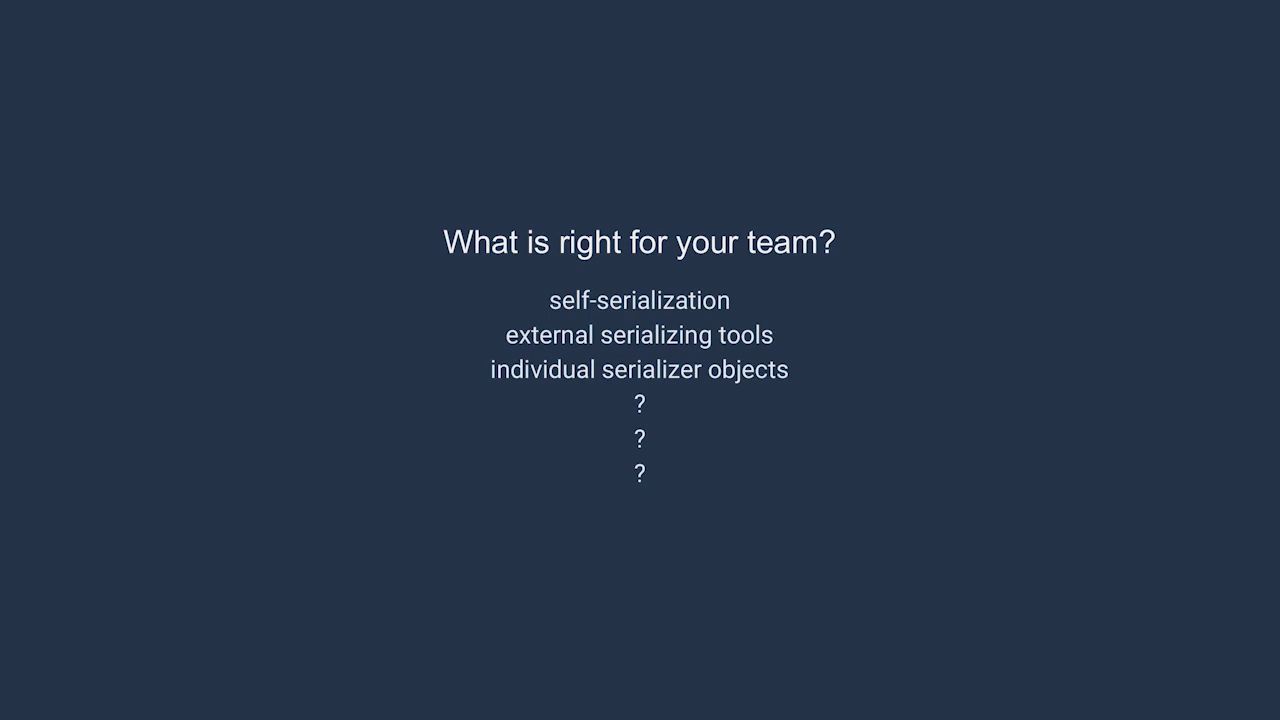 What is right for your team?
self-serialization
external serializing tools
individual serializer objects
?
?
?